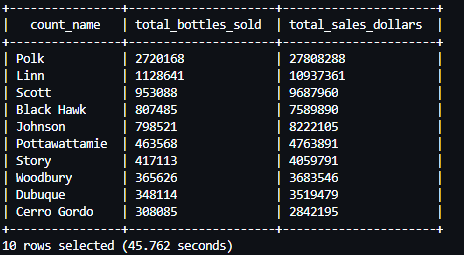 +----------------+---------------------+----------------------+
|   count_name   | total_bottles_sold  | total_sales_dollars  |
+----------------+---------------------+----------------------+
| Polk           | 2720168             | 27808288             |
| Linn           | 1128641             | 10937361             |
| Scott          | 953088              | 9687960              |
| Black Hawk     | 807485              | 7589890              |
| Johnson        | 798521              | 8222105              |
| Pottawattamie  | 463568              | 4763891              |
| Story          | 417113              | 4059791              |
| Woodbury       | 365626              | 3683546              |
| Dubuque        | 348114              | 3519479              |
| Cerro Gordo    | 308085              | 2842195              |
+----------------+---------------------+----------------------+
10 rows selected (45.762 seconds)